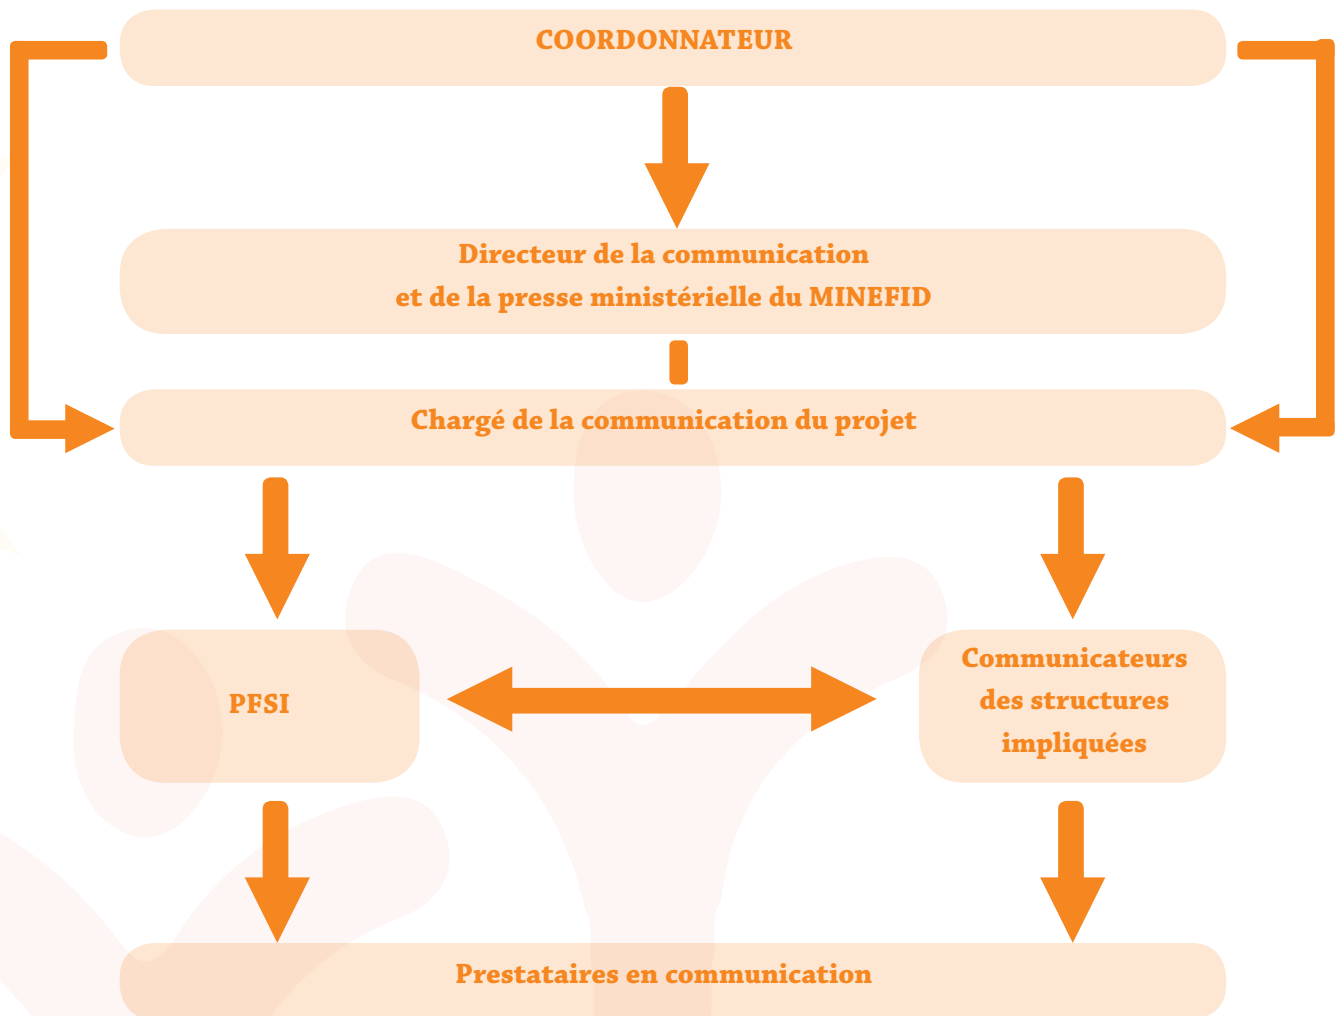 COORDONNATEUR
Directeur de la communication
et de la presse ministérielle du MINEFID
Chargé de la communication du projet
PFSI
Communicateurs
des structures
impliquées
Prestataires en communication